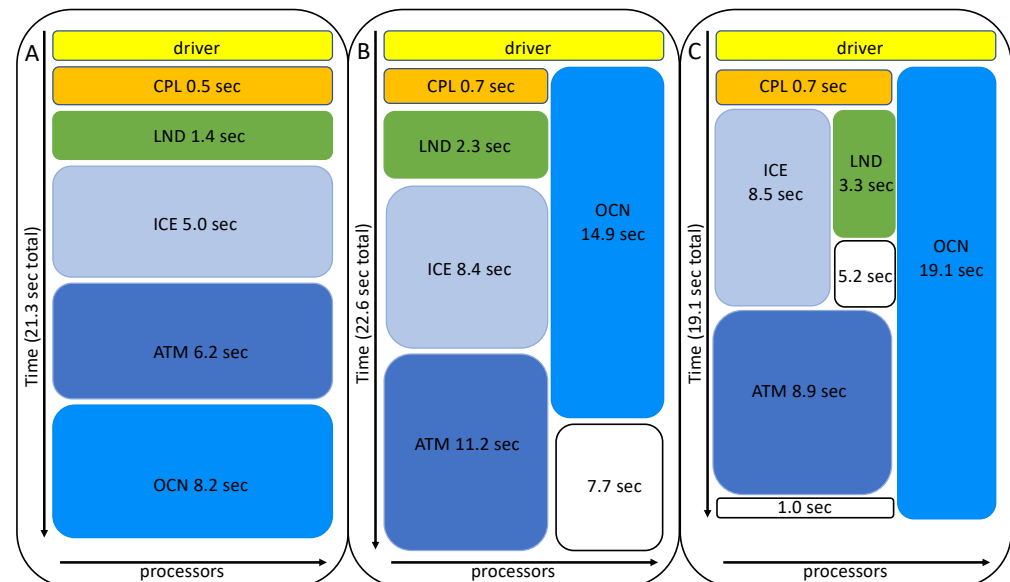 A
driver
CPL 0.5 sec
LND 1.4 sec
ICE 5.0 sec
ATM 6.2 sec
OCN 8.2 sec
Time (21.3 sec total)
processors
B
driver
CPL 0.7 sec
LND 2.3 sec
ICE 8.4 sec
ATM 11.2 sec
OCN
14.9 sec
7.7 sec
Time (22.6 sec total)
processors
C
driver
CPL 0.7 sec
ICE
8.5 sec
LND
3.3 sec
5.2 sec
ATM 8.9 sec
1.0 sec
OCN
19.1 sec
Time (19.1 sec total)
processors